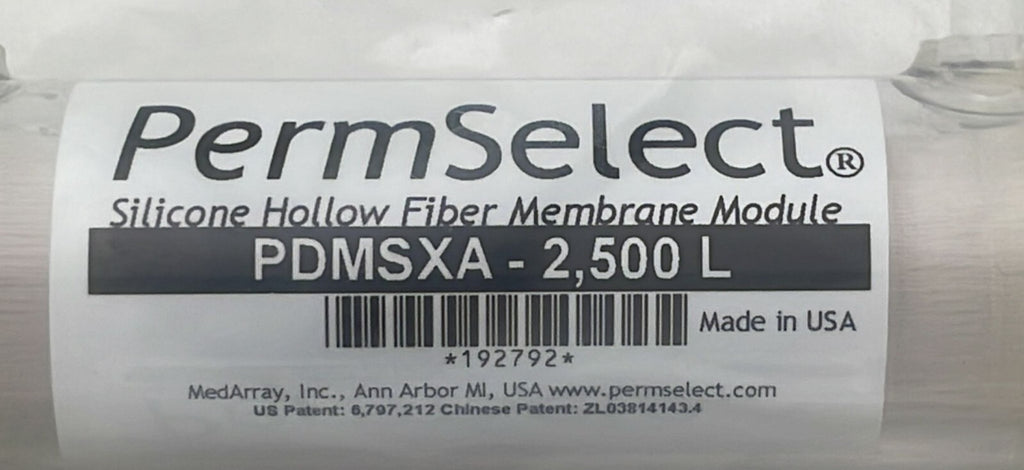 PermSelect®
Silicone Hollow Fiber Membrane Module
PDMSXA - 2,500 L
Made in USA
*192792*
MedArray, Inc., Ann Arbor MI, USA www.permselect.com
US Patent: 6,797,212 Chinese Patent: ZL03814143.4